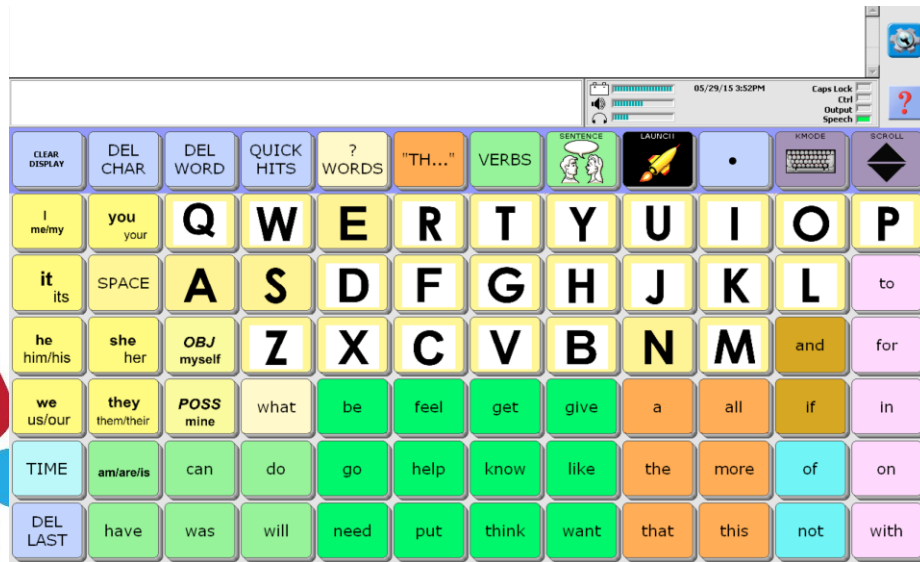 05/29/15 3:52PM
Caps Lock
Ctrl
Output
Speech
?
CLEAR
DISPLAY
DEL
CHAR
DEL
WORD
QUICK
HITS
?
WORDS
"TH..."
VERBS
SENTENCE
LAUNCH
•
KMODE
SCROLL
I
me/my
you
your
Q
W
E
R
T
Y
U
I
O
P
it
its
SPACE
A
S
D
F
G
H
J
K
L
to
he
him/his
she
her
OBJ
myself
Z
X
C
V
B
N
M
and
for
we
us/our
they
them/their
POSS
mine
what
be
feel
get
give
a
all
if
in
TIME
am/are/is
can
do
go
help
know
like
the
more
of
on
DEL
LAST
have
was
will
need
put
think
want
that
this
not
with